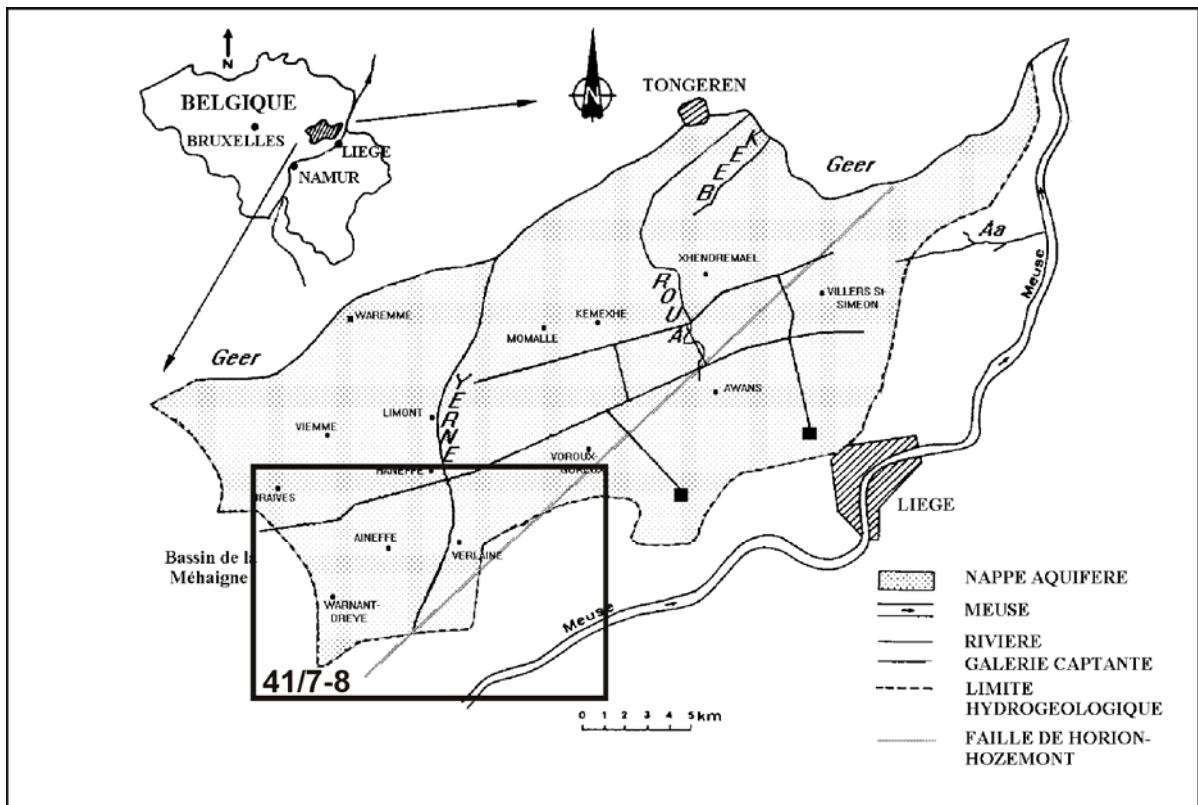 N
BELGIQUE
BRUXELLES
LIEGE
NAMUR
N
TONGEREN
BEEK
Geer
Aa
Meuse
XHENDREMAEL
ROUA
VILLERS St-
SIMEON
WAREMME
KEMEXHE
MOMALLE
Geer
YERNE
AWANS
LIMONT
VIEMME
VOROUX-
GOREUX
HANEFFE
LIEGE
Bassin de la
Méhaigne
AINEFFE
VERLAINE
WARNANT-
DREYE
Meuse
41/7-8
0 1 2 3 4 5 km
NAPPE AQUIFERE
MEUSE
RIVIERE
GALERIE CAPTANTE
LIMITE
HYDROGEOLOGIQUE
FAILLE DE HORION-
HOZEMONT